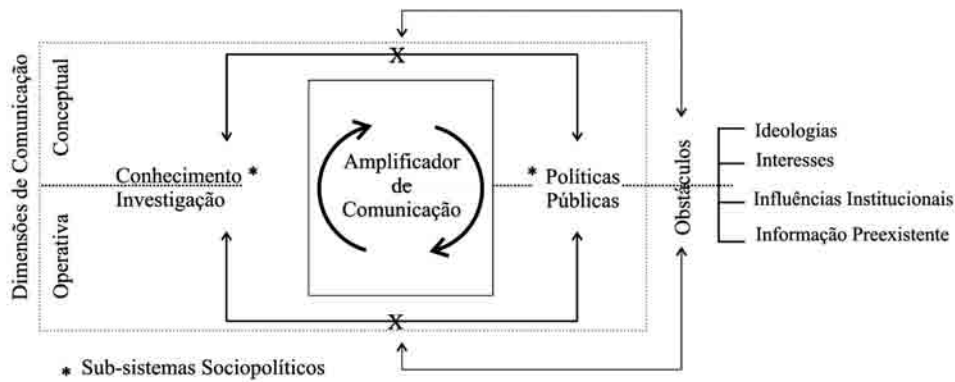 Dimensões de Comunicação
Conceptual
Operativa
X
Conhecimento *
Investigação
Amplificador
de
Comunicação
* Políticas
Públicas
X
Obstáculos
Ideologias
Interesses
Influências Institucionais
Informação Preexistente
* Sub-sistemas Sociopolíticos